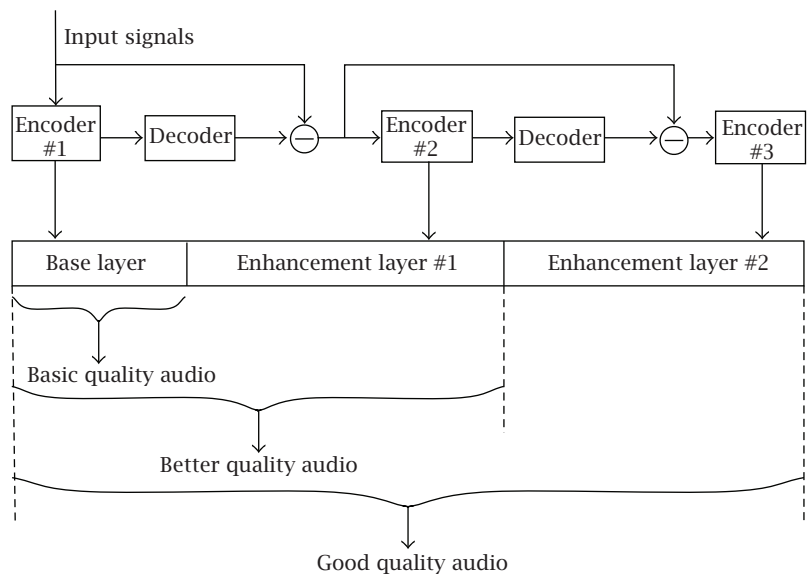 Input signals
Encoder
#1
Decoder
−
Encoder
#2
Decoder
−
Encoder
#3
Base layer
Enhancement layer #1
Enhancement layer #2
Basic quality audio
Better quality audio
Good quality audio